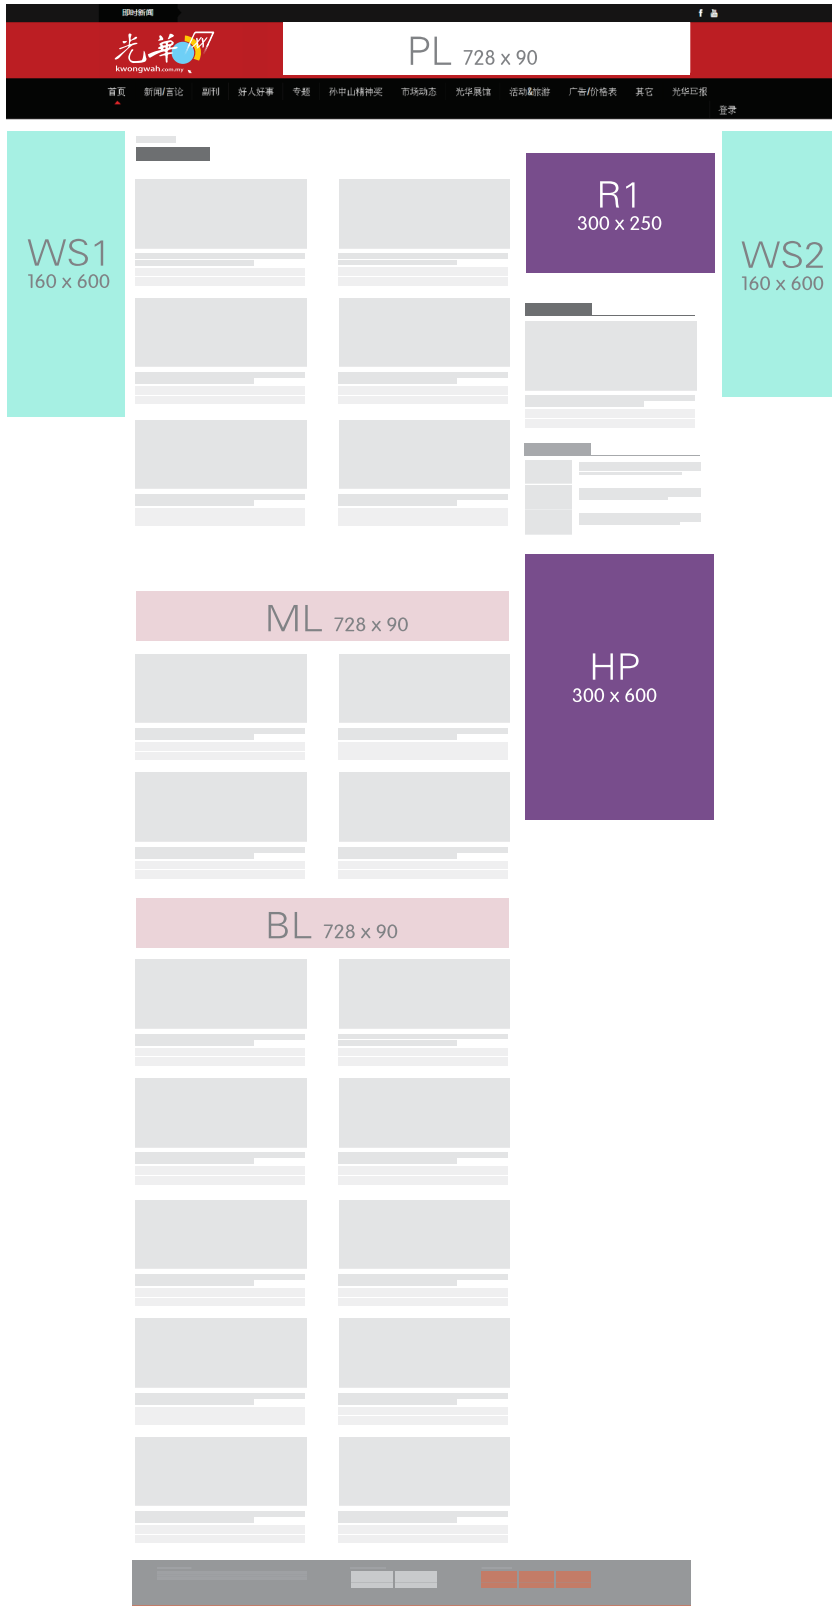 即时新闻
PL 728 x 90
光華网
kwongwah.com.my
首页 新闻/言论 副刊 好人好事 专题 孙中山精神奖 市场动态 光华展馆 活动&旅游 广告/价格表 其它 光华日报
登录
WS1
160 x 600
R1
300 x 250
WS2
160 x 600
ML 728 x 90
HP
300 x 600
BL 728 x 90